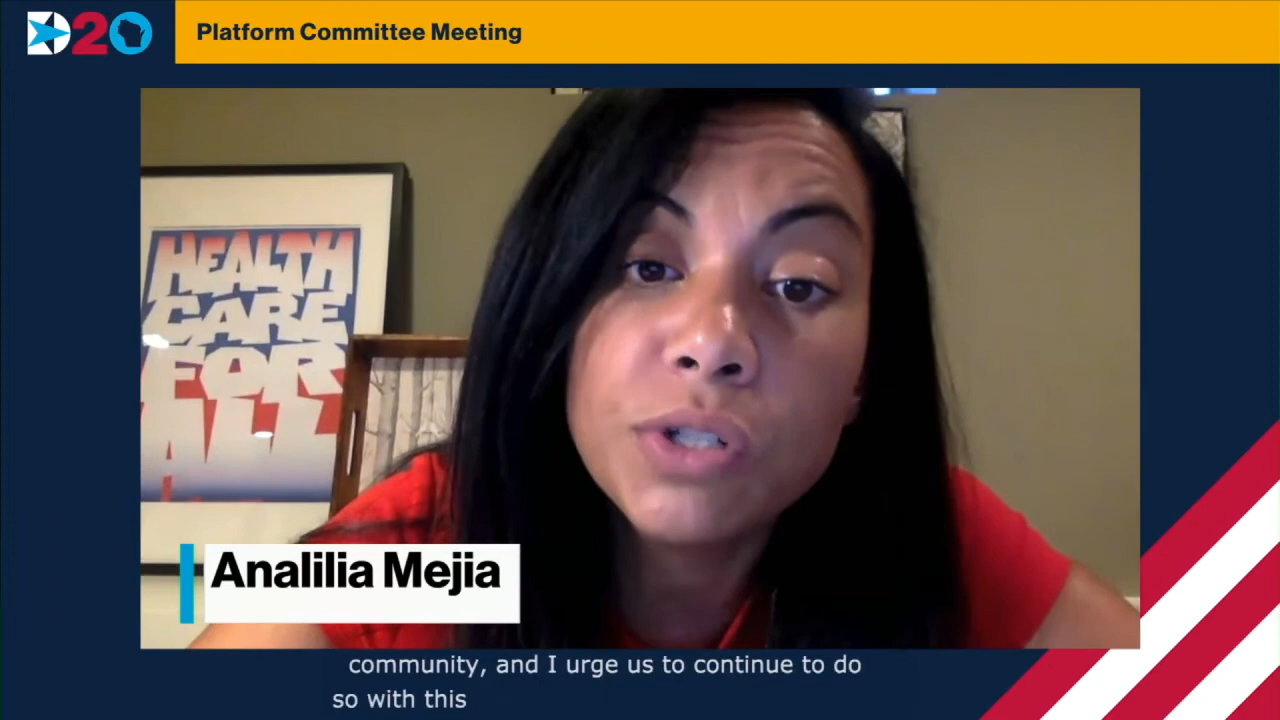 D20
Platform Committee Meeting
HEALTH
CARE
FOR
ALL
Analilia Mejia
community, and I urge us to continue to do
so with this